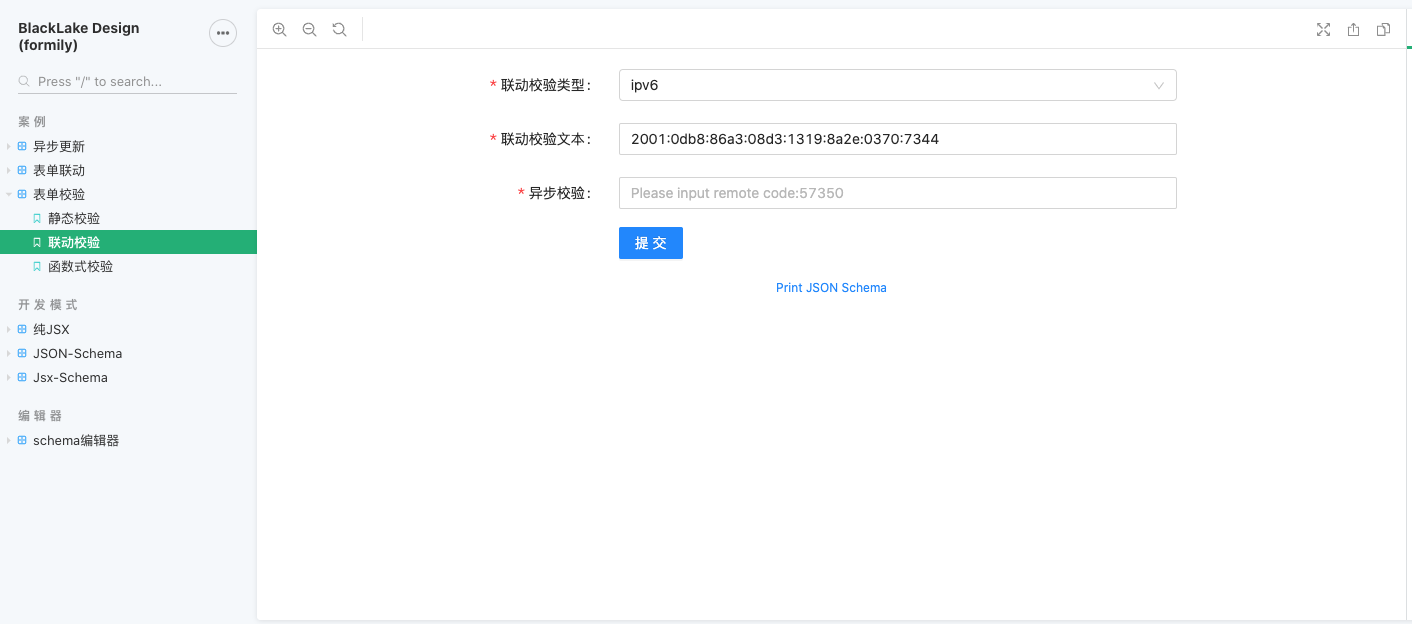 BlackLake Design
(formily)
Press "/" to search...
案例
异步更新
表单联动
表单校验
静态校验
联动校验
函数式校验
开发模式
纯JSX
JSON-Schema
Jsx-Schema
编辑器
schema编辑器
* 联动校验类型:
ipv6
* 联动校验文本:
2001:0db8:86a3:08d3:1319:8a2e:0370:7344
* 异步校验:
Please input remote code:57350
提 交
Print JSON Schema